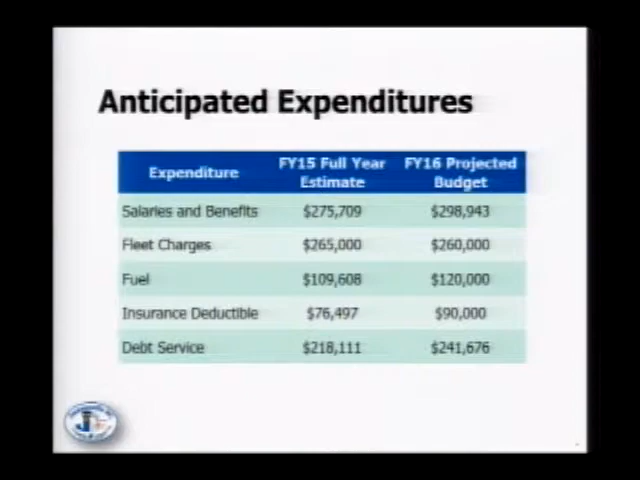 Anticipated Expenditures
Expenditure FY15 Full Year Estimate FY16 Projected Budget
Salaries and Benefits $275,709 $298,943
Fleet Charges $265,000 $260,000
Fuel $109,608 $120,000
Insurance Deductible $76,497 $90,000
Debt Service $218,111 $241,676